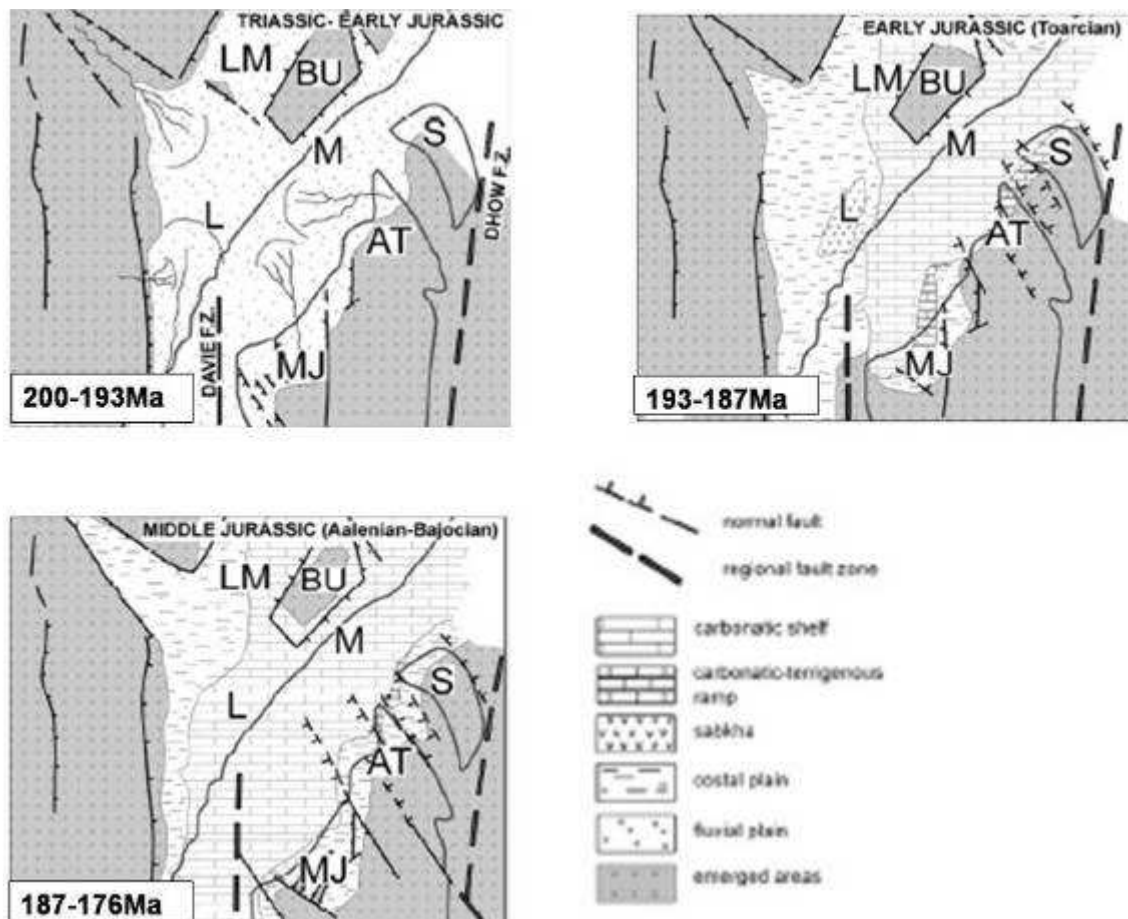 TRIASSIC- EARLY JURASSIC
LM
BU
S
M
L
AT
DHOW F.Z.
DAVIE F.Z.
MJ
200-193Ma
EARLY JURASSIC (Toarcian)
LM
BU
S
M
L
AT
MJ
193-187Ma
MIDDLE JURASSIC (Aalenian-Bajocian)
LM
BU
M
S
L
AT
MJ
187-176Ma
normal fault
regional fault zone
carbonatic shelf
carbonatic-terrigenous
ramp
sabkha
costal plain
fluvial plain
emerged areas